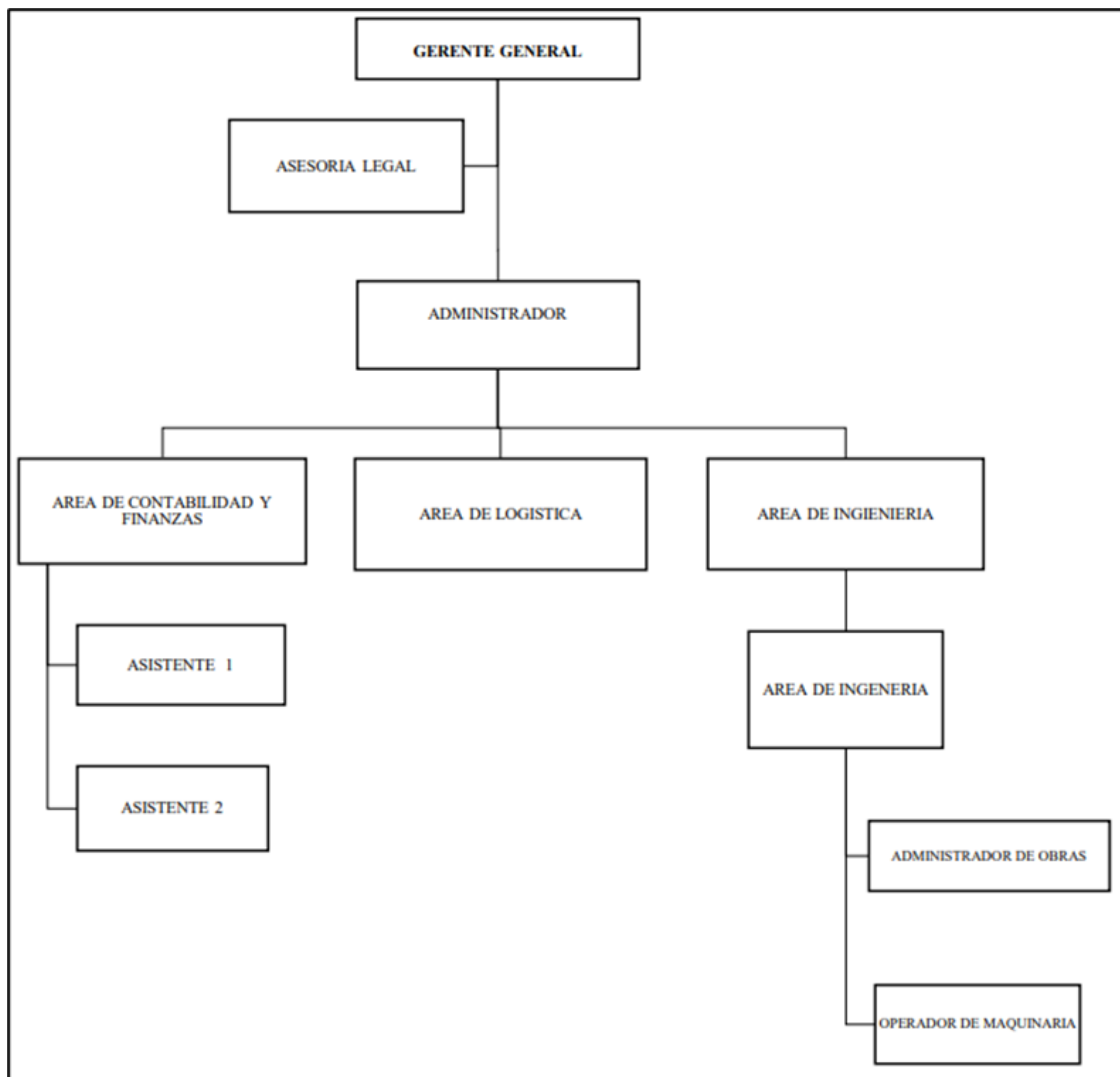 GERENTE GENERAL
ASESORIA LEGAL
ADMINISTRADOR
AREA DE CONTABILIDAD Y
FINANZAS
AREA DE LOGISTICA
AREA DE INGIENIERIA
ASISTENTE 1
AREA DE INGENERIA
ASISTENTE 2
ADMINISTRADOR DE OBRAS
OPERADOR DE MAQUINARIA